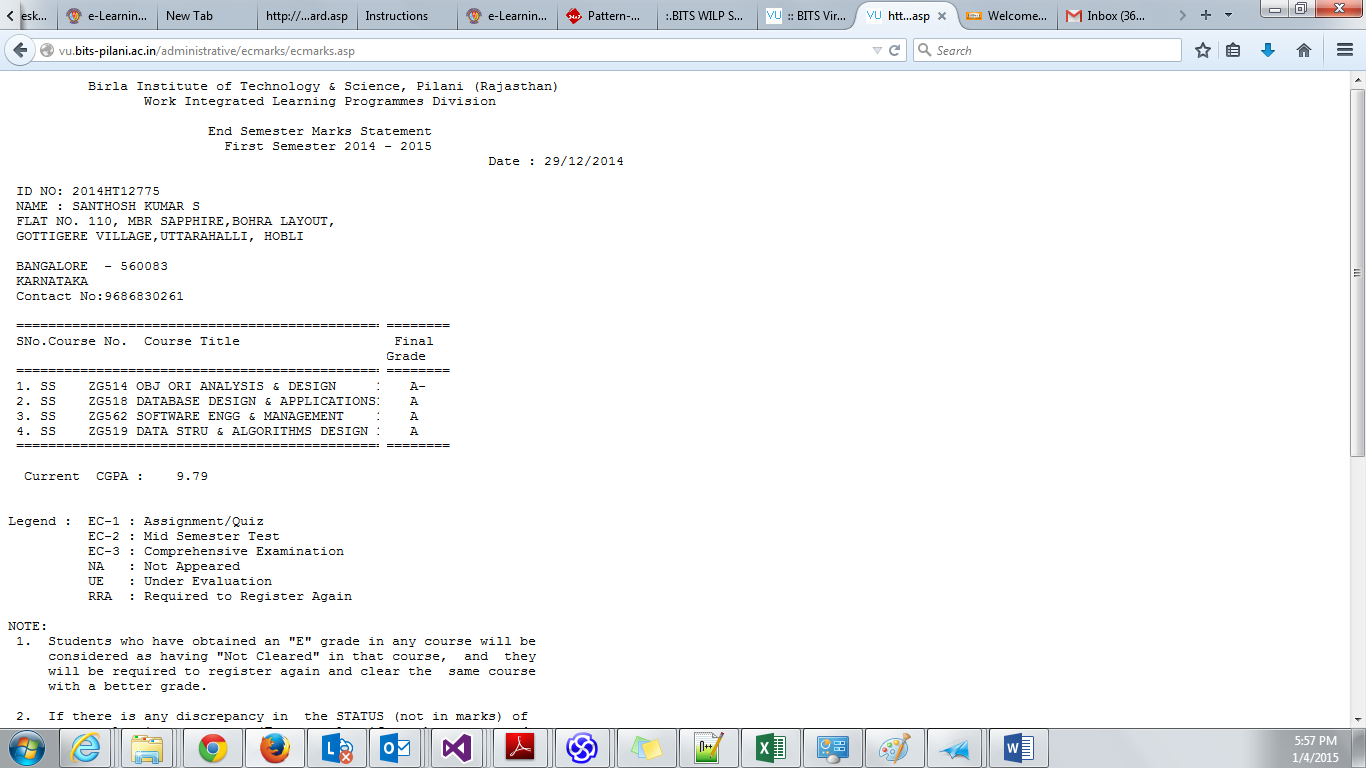 esk...
e-Learnin...
New Tab
http://...ard.asp
Instructions
e-Learnin...
Pattern-...
:.BITS WILP S...
VU :: BITS Vir...
VU htt...asp
Welcome...
Inbox (36...
vu.bits-pilani.ac.in/administrative/ecmarks/ecmarks.asp
Search
Birla Institute of Technology & Science, Pilani (Rajasthan)
Work Integrated Learning Programmes Division
End Semester Marks Statement
First Semester 2014 - 2015
Date : 29/12/2014
ID NO: 2014HT12775
NAME : SANTHOSH KUMAR S
FLAT NO. 110, MBR SAPPHIRE,BOHRA LAYOUT,
GOTTIGERE VILLAGE,UTTARAHALLI, HOBLI
BANGALORE - 560083
KARNATAKA
Contact No:9686830261
SNo.Course No. Course Title Final
Grade
1. SS ZG514 OBJ ORI ANALYSIS & DESIGN A-
2. SS ZG518 DATABASE DESIGN & APPLICATIONS A
3. SS ZG562 SOFTWARE ENGG & MANAGEMENT A
4. SS ZG519 DATA STRU & ALGORITHMS DESIGN A
Current CGPA : 9.79
Legend : EC-1 : Assignment/Quiz
EC-2 : Mid Semester Test
EC-3 : Comprehensive Examination
NA : Not Appeared
UE : Under Evaluation
RRA : Required to Register Again
NOTE:
1. Students who have obtained an "E" grade in any course will be
considered as having "Not Cleared" in that course, and they
will be required to register again and clear the same course
with a better grade.
2. If there is any discrepancy in the STATUS (not in marks) of
5:57 PM
1/4/2015